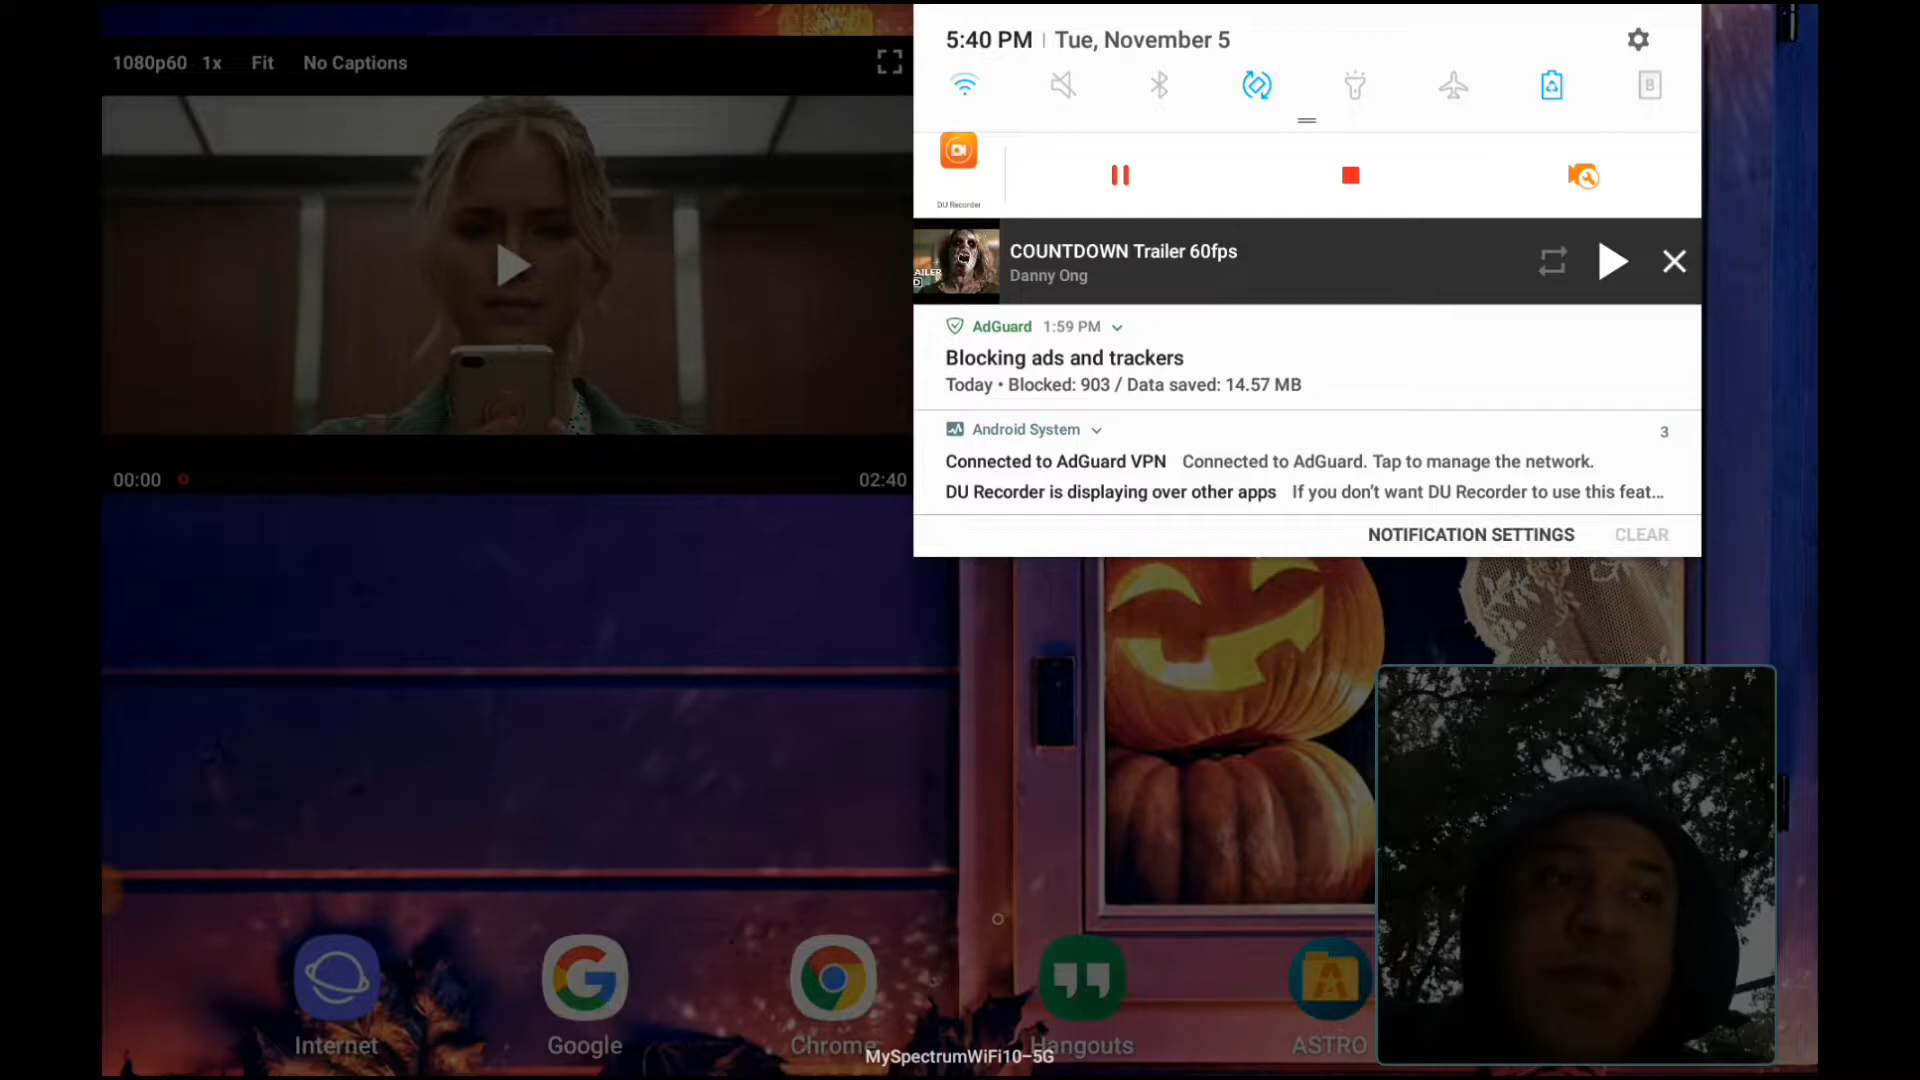 1080p60 1x Fit No Captions
00:00 02:40
5:40 PM | Tue, November 5
B
DU Recorder
AILER
COUNTDOWN Trailer 60fps
Danny Ong
AdGuard 1:59 PM
Blocking ads and trackers
Today • Blocked: 903 / Data saved: 14.57 MB
Android System 3
Connected to AdGuard VPN Connected to AdGuard. Tap to manage the network.
DU Recorder is displaying over other apps If you don't want DU Recorder to use this feat...
NOTIFICATION SETTINGS CLEAR
Internet Google Chrome Hangouts ASTRO
MySpectrumWiFi10-5G